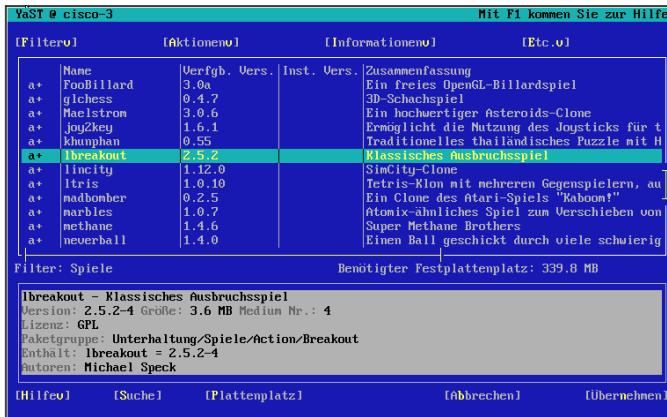 YaST @ cisco-3 Mit F1 kommen Sie zur Hilfe
[Filterv] [Aktionenv] [Informationenv] [Etc.v]
Name Verfgb. Vers. Inst. Vers. Zusammenfassung
a+ FooBillard 3.0a Ein freies OpenGL-Billardspiel
a+ glchess 0.4.7 3D-Schachspiel
a+ Maelstrom 3.0.6 Ein hochwertiger Asteroids-Clone
a+ joy2key 1.6.1 Ermöglicht die Nutzung des Joysticks für t
a+ khunphan 0.55 Traditionelles thailändisches Puzzle mit H
a+ lbreakout 2.5.2 Klassisches Ausbruchsspiel
a+ lincity 1.12.0 SimCity-Clone
a+ ltris 1.0.10 Tetris-Klon mit mehreren Gegenspielern, au
a+ madbomber 0.2.5 Ein Clone des Atari-Spiels "Kaboom!"
a+ marbles 1.0.7 Atomix-ähnliches Spiel zum Verschieben von
a+ methane 1.4.6 Super Methane Brothers
a+ neverball 1.4.0 Einen Ball geschickt durch viele schwierig
Filter: Spiele Benötigter Festplattenplatz: 339.8 MB
lbreakout - Klassisches Ausbruchsspiel
Version: 2.5.2-4 Größe: 3.6 MB Medium Nr.: 4
Lizenz: GPL
Paketgruppe: Unterhaltung/Spiele/Action/Breakout
Enthält: lbreakout = 2.5.2-4
Autoren: Michael Speck
[Hilfev] [Suche] [Plattenplatz] [Abbrechen] [Übernehmen]